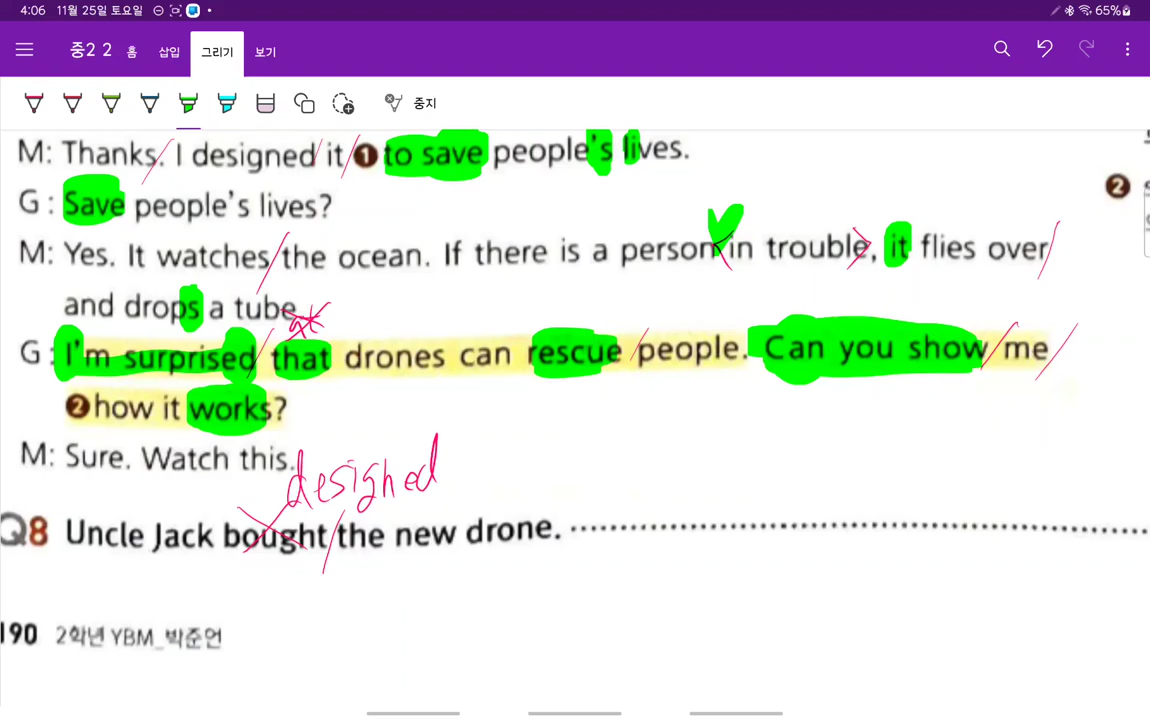 4:06 11월 25일 토요일 65%
중2 2 홈 삽입 그리기 보기
중지
M: Thanks. I designed it ❶ to save people's lives.
G: Save people's lives?
❷
M: Yes. It watches the ocean. If there is a person in trouble, it flies over
and drops a tube.
at
G: I'm surprised that drones can rescue people. Can you show me
❷ how it works?
M: Sure. Watch this.
designed
Q8 Uncle Jack bought the new drone.
190 2학년 YBM_박준언